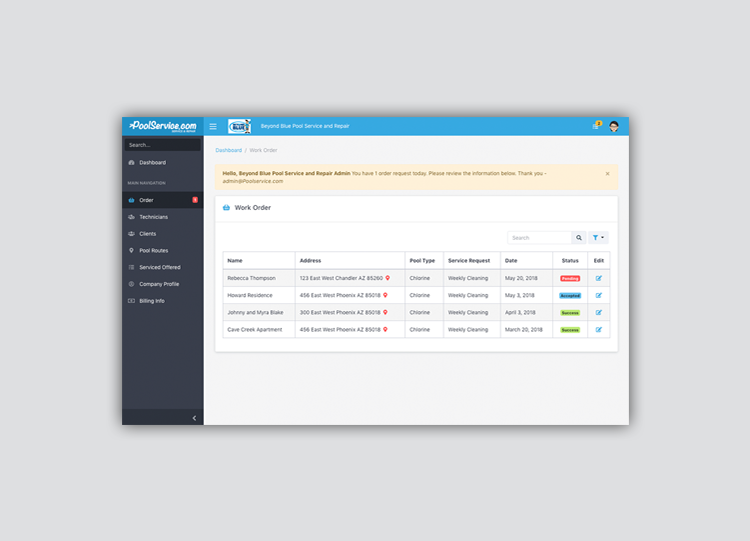 PoolService.com
Beyond Blue Pool Service and Repair
Search...
Dashboard
MAIN NAVIGATION
Order
Technicians
Clients
Pool Routes
Serviced Offered
Company Profile
Billing Info
Dashboard / Work Order
Hello, Beyond Blue Pool Service and Repair Admin You have 1 order request today, Please review the information below. Thank you -
admin@Poolservice.com
×
Work Order
Search
Name Address Pool Type Service Request Date Status Edit
Rebecca Thompson 123 East West Chandler AZ 85260 Chlorine Weekly Cleaning May 20, 2018 Pending
Howard Residence 456 East West Phoenix AZ 85018 Chlorine Weekly Cleaning May 3, 2018 Accepted
Johnny and Myra Blake 300 East West Phoenix AZ 85018 Chlorine Weekly Cleaning April 3, 2018 Success
Cave Creek Apartment 456 East West Phoenix AZ 85018 Chlorine Weekly Cleaning March 20, 2018 Success